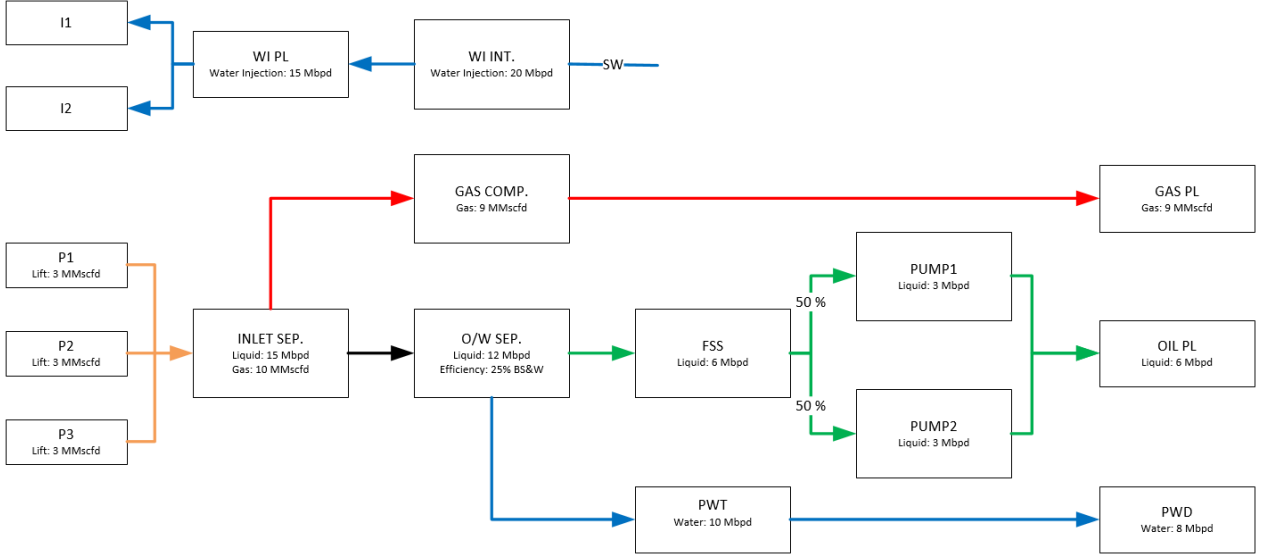 I1
WI PL
Water Injection: 15 Mbpd
WI INT.
Water Injection: 20 Mbpd
SW
I2
GAS COMP.
Gas: 9 MMscfd
GAS PL
Gas: 9 MMscfd
P1
Lift: 3 MMscfd
P2
Lift: 3 MMscfd
P3
Lift: 3 MMscfd
INLET SEP.
Liquid: 15 Mbpd
Gas: 10 MMscfd
O/W SEP.
Liquid: 12 Mbpd
Efficiency: 25% BS&W
FSS
Liquid: 6 Mbpd
50 %
50 %
PUMP1
Liquid: 3 Mbpd
PUMP2
Liquid: 3 Mbpd
OIL PL
Liquid: 6 Mbpd
PWT
Water: 10 Mbpd
PWD
Water: 8 Mbpd